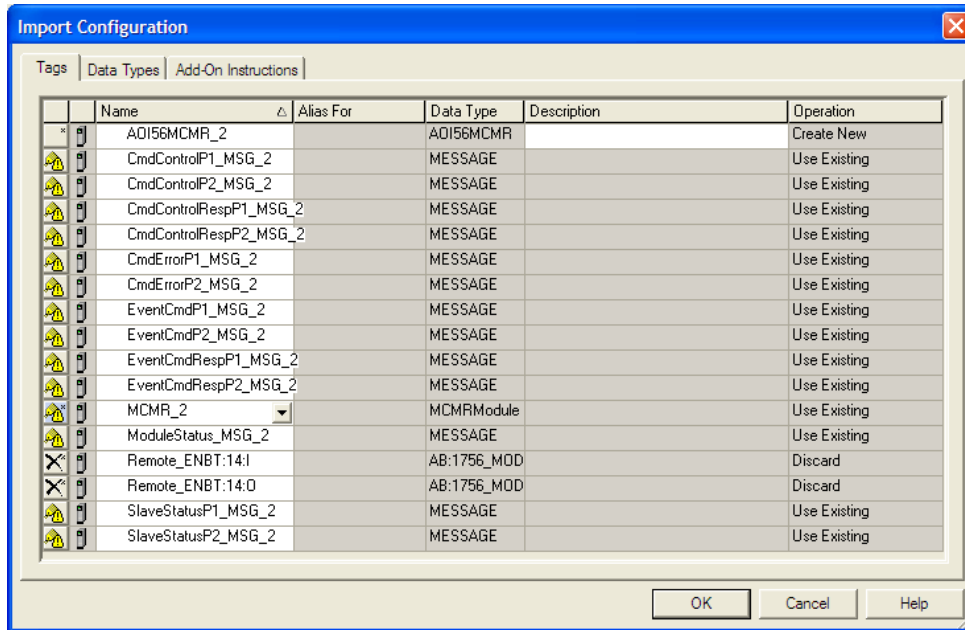 Import Configuration
Tags Data Types Add-On Instructions
Name Alias For Data Type Description Operation
AOI56MCMR_2 AOI56MCMR Create New
CmdControlP1_MSG_2 MESSAGE Use Existing
CmdControlP2_MSG_2 MESSAGE Use Existing
CmdControlRespP1_MSG_2 MESSAGE Use Existing
CmdControlRespP2_MSG_2 MESSAGE Use Existing
CmdErrorP1_MSG_2 MESSAGE Use Existing
CmdErrorP2_MSG_2 MESSAGE Use Existing
EventCmdP1_MSG_2 MESSAGE Use Existing
EventCmdP2_MSG_2 MESSAGE Use Existing
EventCmdRespP1_MSG_2 MESSAGE Use Existing
EventCmdRespP2_MSG_2 MESSAGE Use Existing
MCMR_2 MCMRModule Use Existing
ModuleStatus_MSG_2 MESSAGE Use Existing
Remote_ENBT:14:I AB:1756_MOD Discard
Remote_ENBT:14:O AB:1756_MOD Discard
SlaveStatusP1_MSG_2 MESSAGE Use Existing
SlaveStatusP2_MSG_2 MESSAGE Use Existing
OK Cancel Help